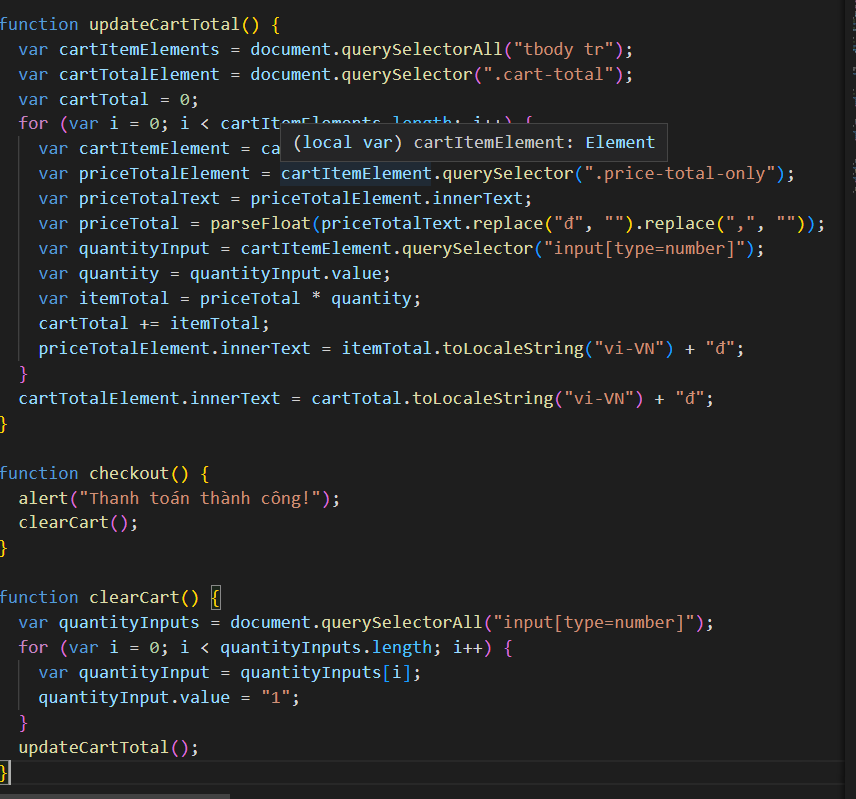 function updateCartTotal() {
var cartItemElements = document.querySelectorAll("tbody tr");
var cartTotalElement = document.querySelector(".cart-total");
var cartTotal = 0;
for (var i = 0; i < cartItemElements.length; i++) {
(local var) cartItemElement: Element
var cartItemElement = ca
var priceTotalElement = cartItemElement.querySelector(".price-total-only");
var priceTotalText = priceTotalElement.innerText;
var priceTotal = parseFloat(priceTotalText.replace("đ", "").replace(",", ""));
var quantityInput = cartItemElement.querySelector("input[type=number]");
var quantity = quantityInput.value;
var itemTotal = priceTotal * quantity;
cartTotal += itemTotal;
priceTotalElement.innerText = itemTotal.toLocaleString("vi-VN") + "đ";
}
cartTotalElement.innerText = cartTotal.toLocaleString("vi-VN") + "đ";
}
function checkout() {
alert("Thanh toán thành công!");
clearCart();
}
function clearCart() {
var quantityInputs = document.querySelectorAll("input[type=number]");
for (var i = 0; i < quantityInputs.length; i++) {
var quantityInput = quantityInputs[i];
quantityInput.value = "1";
}
updateCartTotal();
}